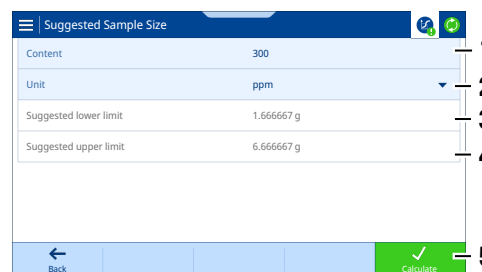 Suggested Sample Size
Content 300
Unit ppm
Suggested lower limit 1.666667 g
Suggested upper limit 6.666667 g
Back Calculate